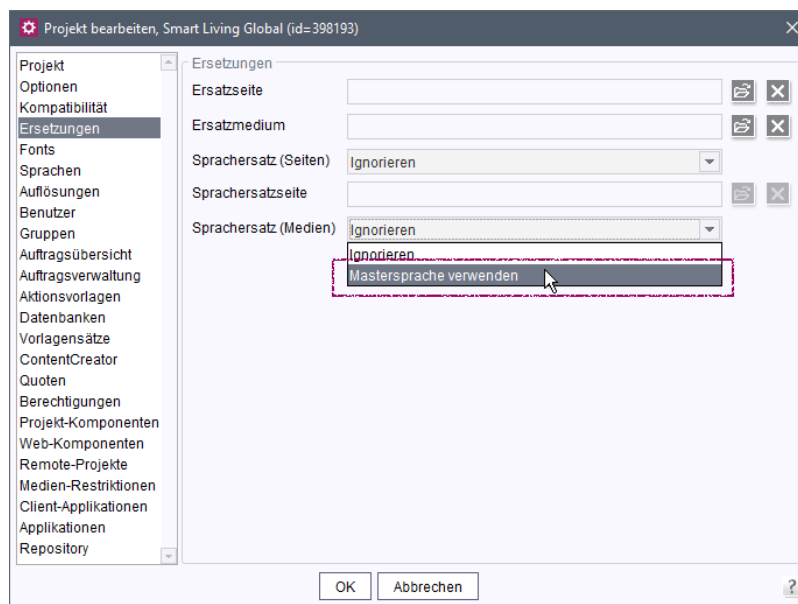 Projekt bearbeiten, Smart Living Global (id=398193)
Projekt
Optionen
Kompatibilität
Ersetzungen
Fonts
Sprachen
Auflösungen
Benutzer
Gruppen
Auftragsübersicht
Auftragsverwaltung
Aktionsvorlagen
Datenbanken
Vorlagensätze
ContentCreator
Quoten
Berechtigungen
Projekt-Komponenten
Web-Komponenten
Remote-Projekte
Medien-Restriktionen
Client-Applikationen
Applikationen
Repository
Ersetzungen
Ersatzseite
Ersatzmedium
Sprachersatz (Seiten) Ignorieren
Sprachersatzseite
Sprachersatz (Medien) Ignorieren
Ignorieren
Mastersprache verwenden
OK Abbrechen
?